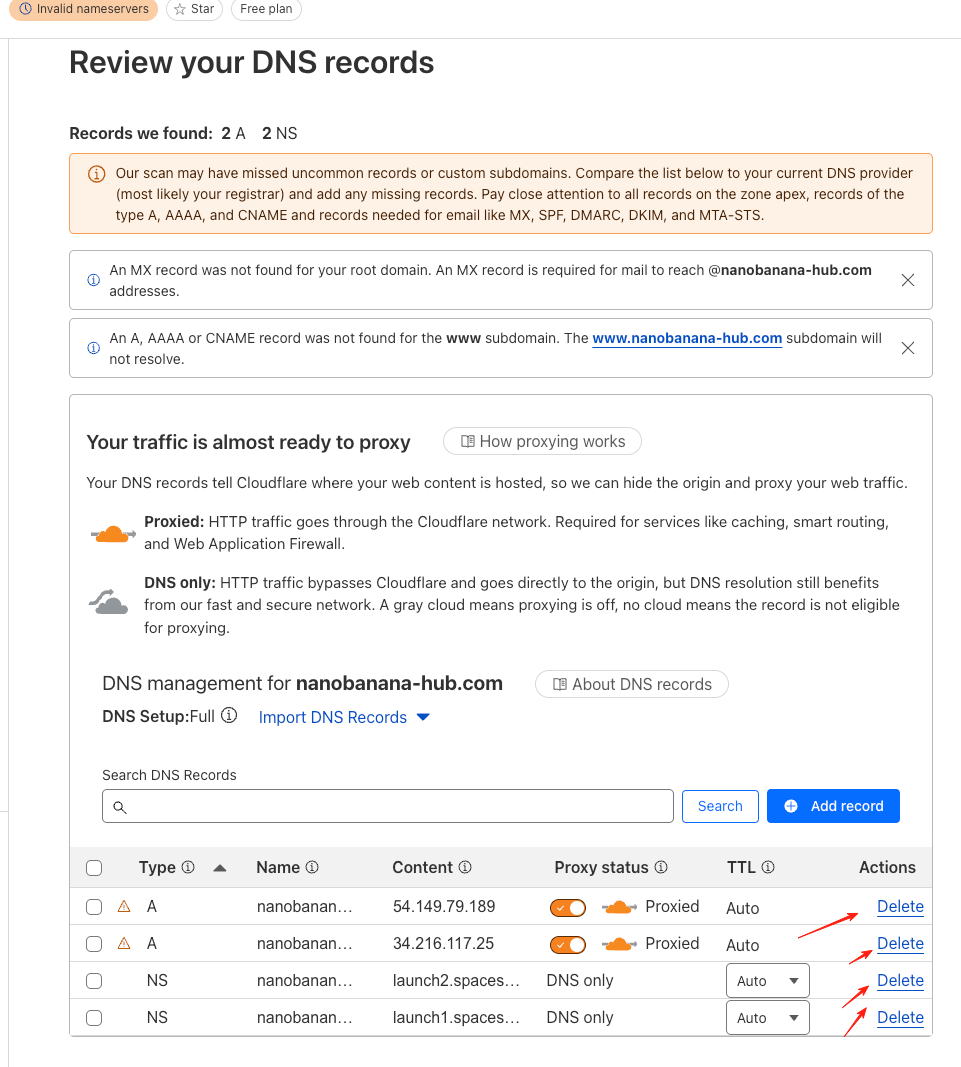 Invalid nameservers Star Free plan
Review your DNS records
Records we found: 2 A 2 NS
Our scan may have missed uncommon records or custom subdomains. Compare the list below to your current DNS provider
(most likely your registrar) and add any missing records. Pay close attention to all records on the zone apex, records of the
type A, AAAA, and CNAME and records needed for email like MX, SPF, DMARC, DKIM, and MTA-STS.
An MX record was not found for your root domain. An MX record is required for mail to reach @nanobanana-hub.com
addresses.
An A, AAAA or CNAME record was not found for the www subdomain. The www.nanobanana-hub.com subdomain will
not resolve.
Your traffic is almost ready to proxy How proxying works
Your DNS records tell Cloudflare where your web content is hosted, so we can hide the origin and proxy your web traffic.
Proxied: HTTP traffic goes through the Cloudflare network. Required for services like caching, smart routing,
and Web Application Firewall.
DNS only: HTTP traffic bypasses Cloudflare and goes directly to the origin, but DNS resolution still benefits
from our fast and secure network. A gray cloud means proxying is off, no cloud means the record is not eligible
for proxying.
DNS management for nanobanana-hub.com About DNS records
DNS Setup:Full Import DNS Records
Search DNS Records
Search Add record
Type Name Content Proxy status TTL Actions
A nanobanan... 54.149.79.189 Proxied Auto Delete
A nanobanan... 34.216.117.25 Proxied Auto Delete
NS nanobanan... launch2.spaces... DNS only Auto Delete
NS nanobanan... launch1.spaces... DNS only Auto Delete